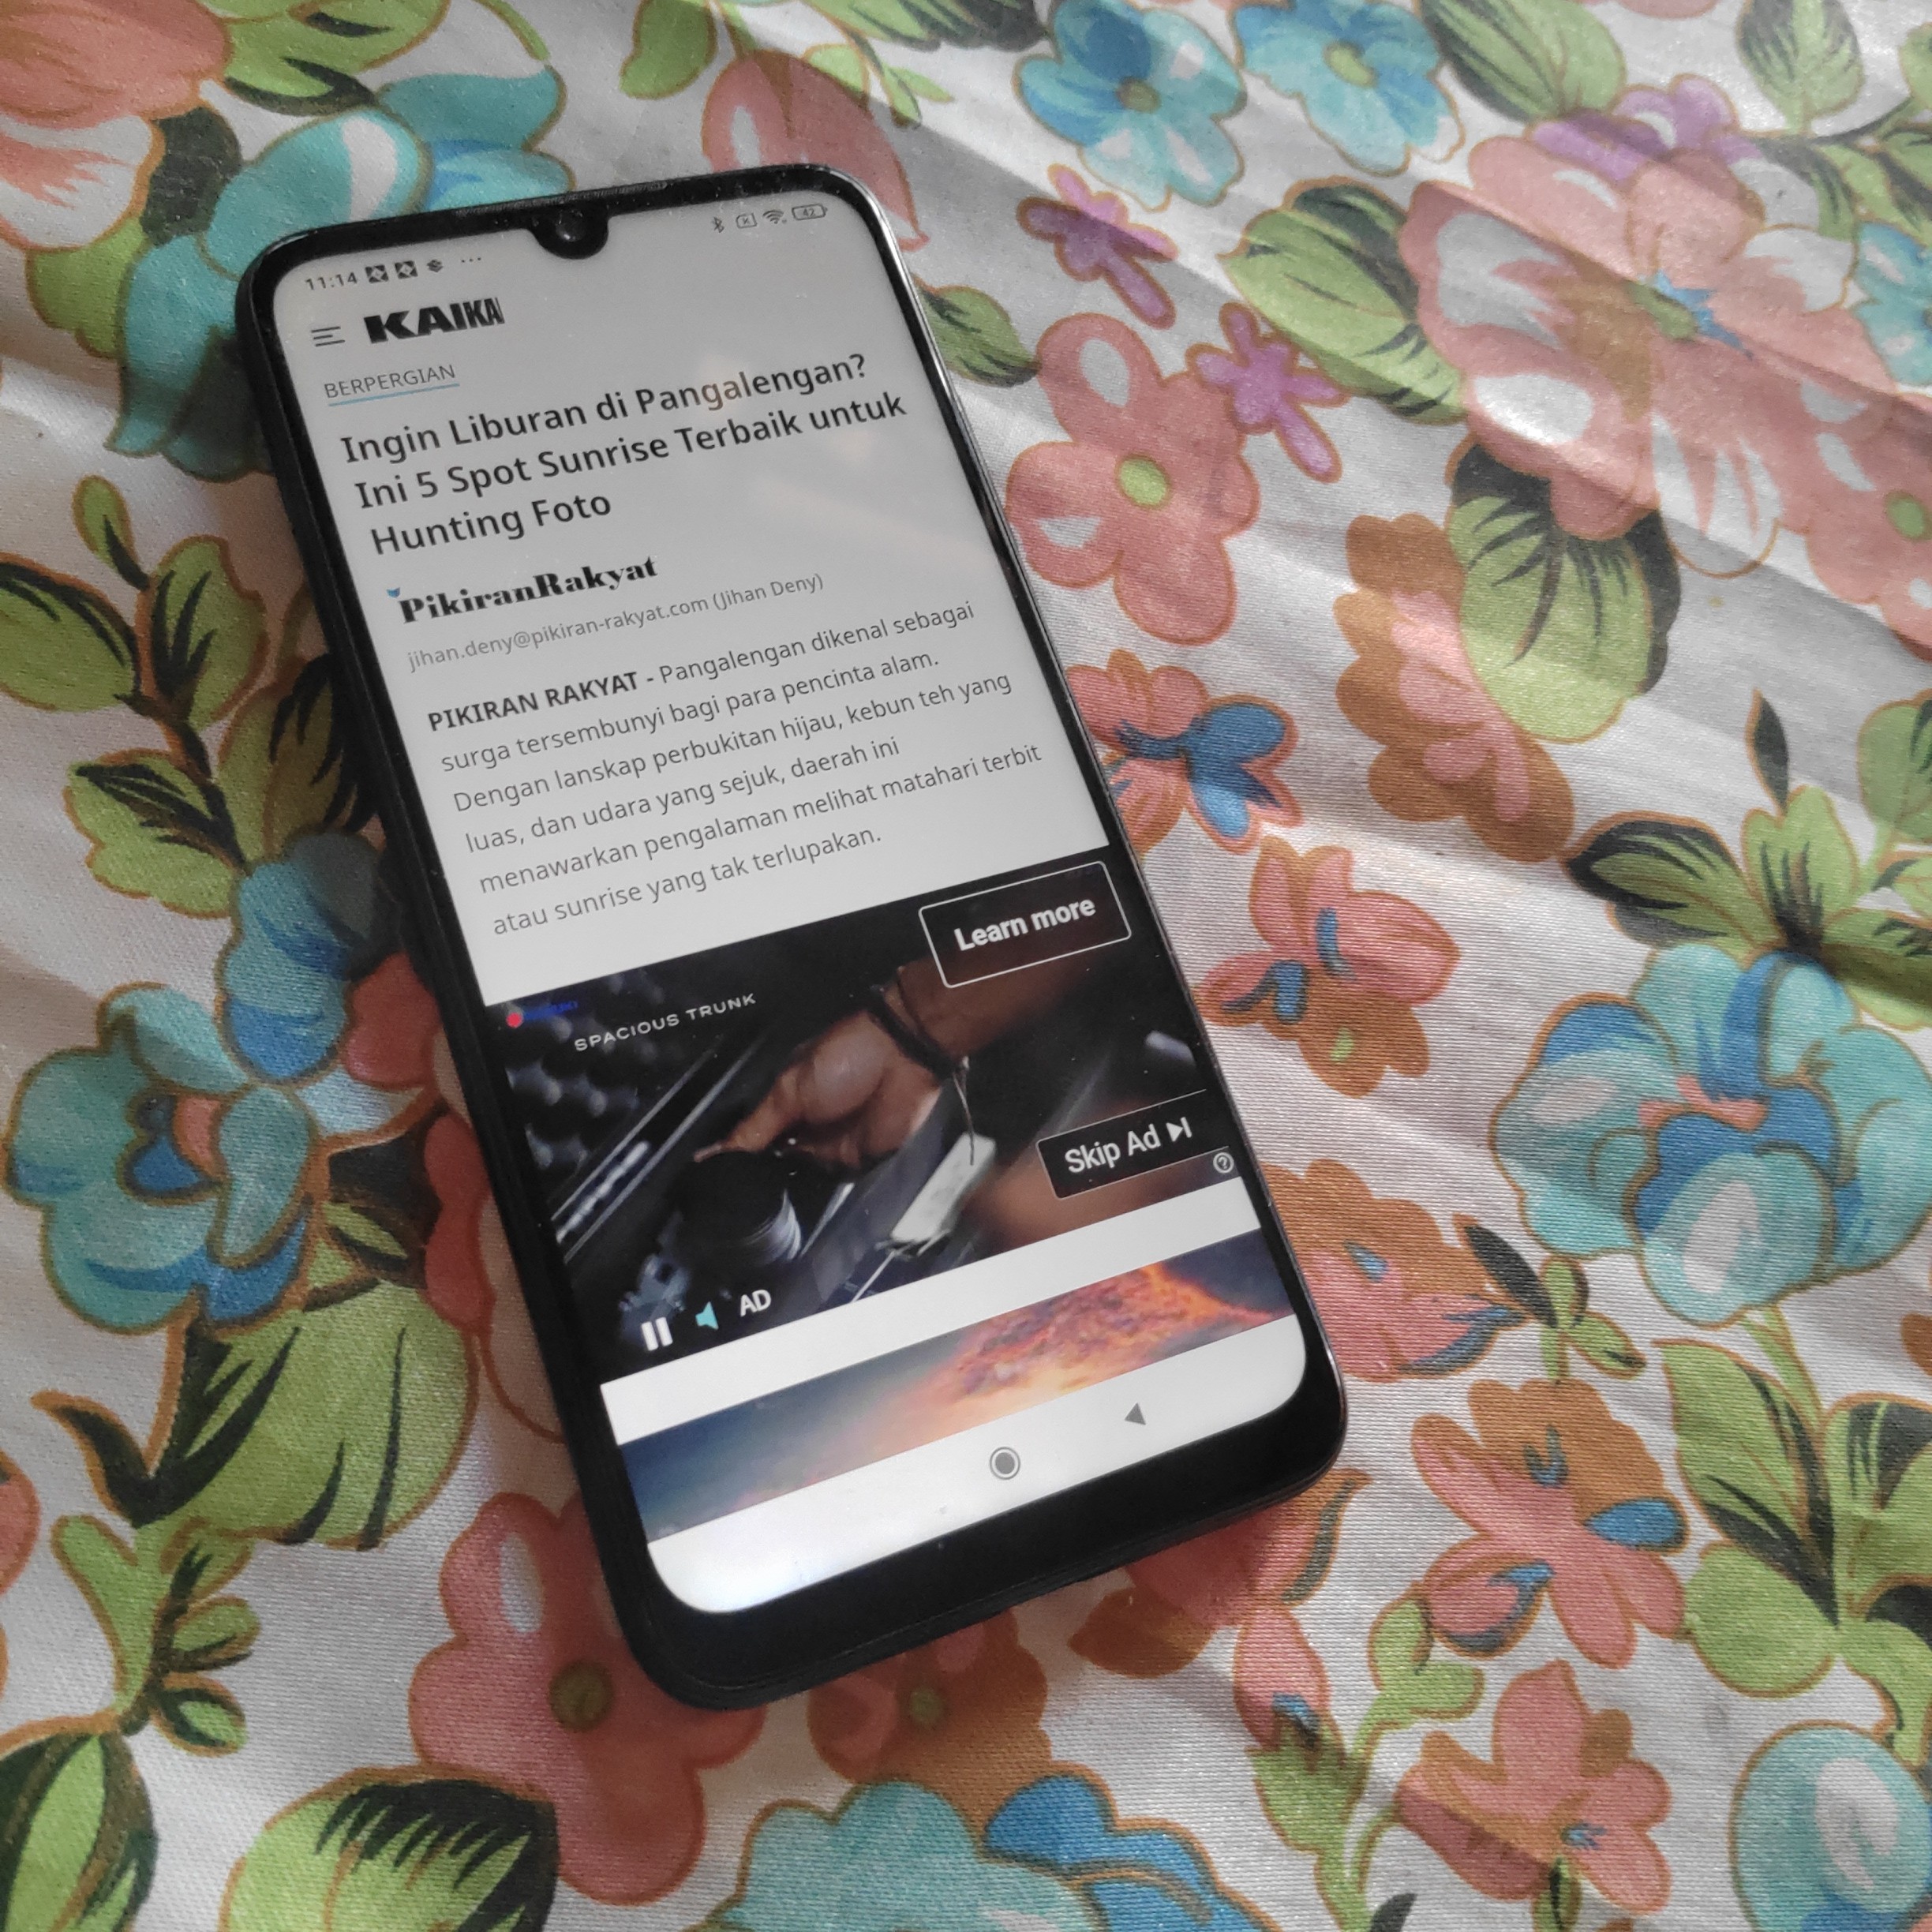 11:14
42
KAIKA
BERPERGIAN
Ingin Liburan di Pangalengan?
Ini 5 Spot Sunrise Terbaik untuk
Hunting Foto
PikiranRakyat
jihan.deny@pikiran-rakyat.com (Jihan Deny)
PIKIRAN RAKYAT - Pangalengan dikenal sebagai
surga tersembunyi bagi para pencinta alam.
Dengan lanskap perbukitan hijau, kebun teh yang
luas, dan udara yang sejuk, daerah ini
menawarkan pengalaman melihat matahari terbit
atau sunrise yang tak terlupakan.
Learn more
SPACIOUS TRUNK
Skip Ad
AD